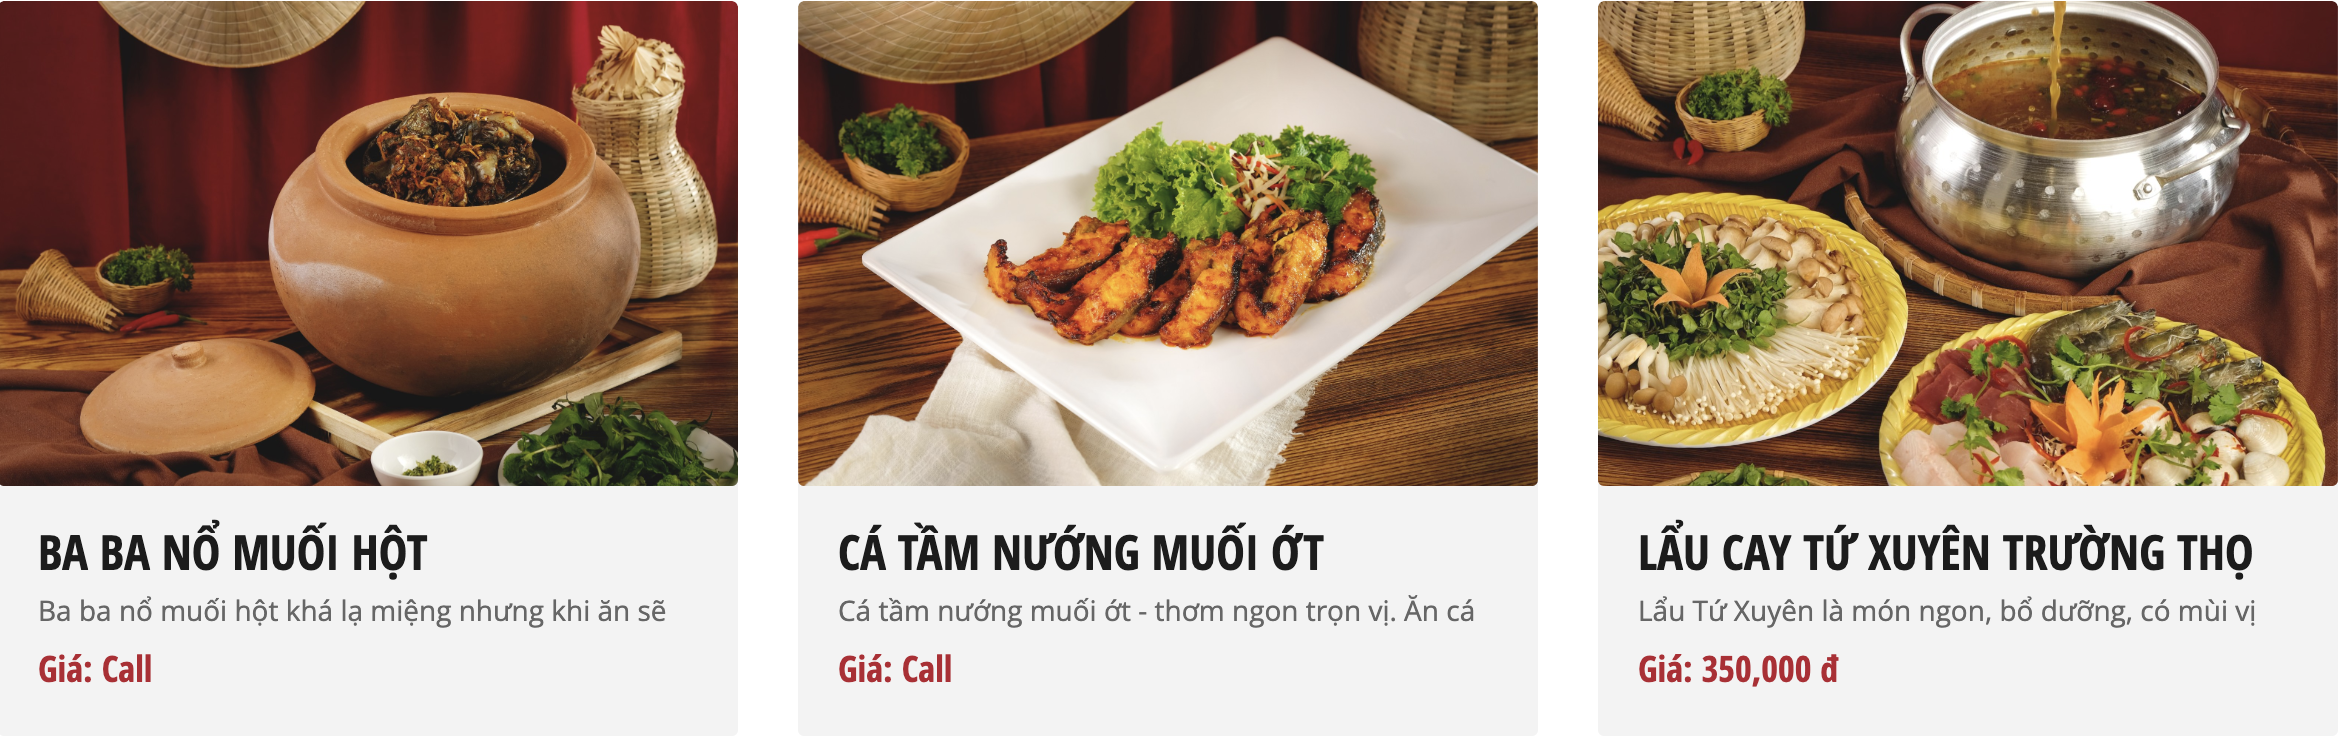 BA BA NỔ MUỐI HỘT
Ba ba nổ muối hột khá lạ miệng nhưng khi ăn sẽ
Giá: Call
CÁ TẦM NƯỚNG MUỐI ỚT
Cá tầm nướng muối ớt - thơm ngon trọn vị. Ăn cá
Giá: Call
LẨU CAY TỨ XUYÊN TRƯỜNG THỌ
Lẩu Tứ Xuyên là món ngon, bổ dưỡng, có mùi vị
Giá: 350,000 đ